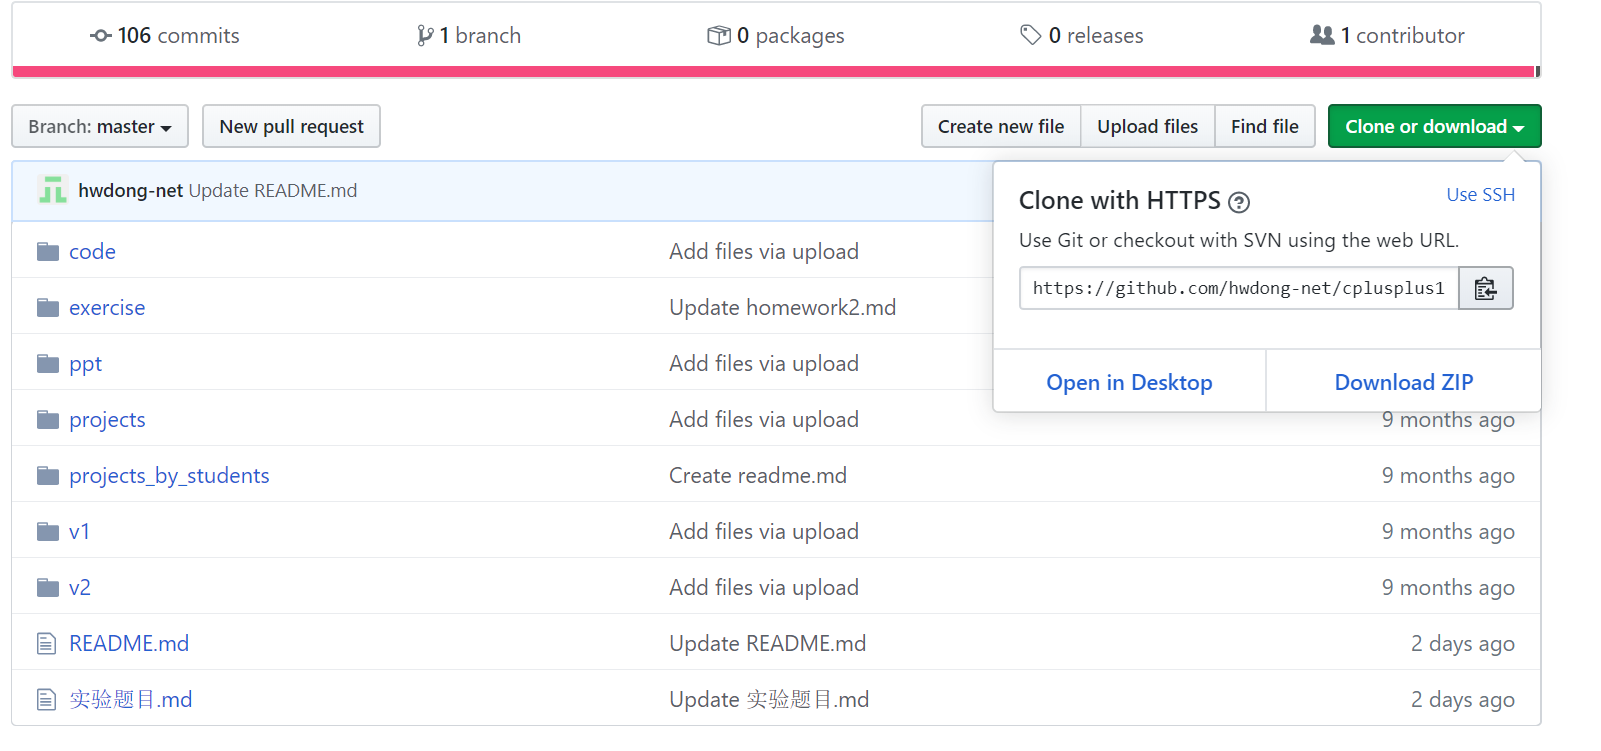 106 commits 1 branch 0 packages 0 releases 1 contributor
Branch: master New pull request Create new file Upload files Find file Clone or download
hwdong-net Update README.md
Clone with HTTPS Use SSH
Use Git or checkout with SVN using the web URL.
https://github.com/hwdong-net/cplusplus1
Open in Desktop Download ZIP
code Add files via upload
exercise Update homework2.md
ppt Add files via upload
projects Add files via upload 9 months ago
projects_by_students Create readme.md 9 months ago
v1 Add files via upload 9 months ago
v2 Add files via upload 9 months ago
README.md Update README.md 2 days ago
实验题目.md Update 实验题目.md 2 days ago